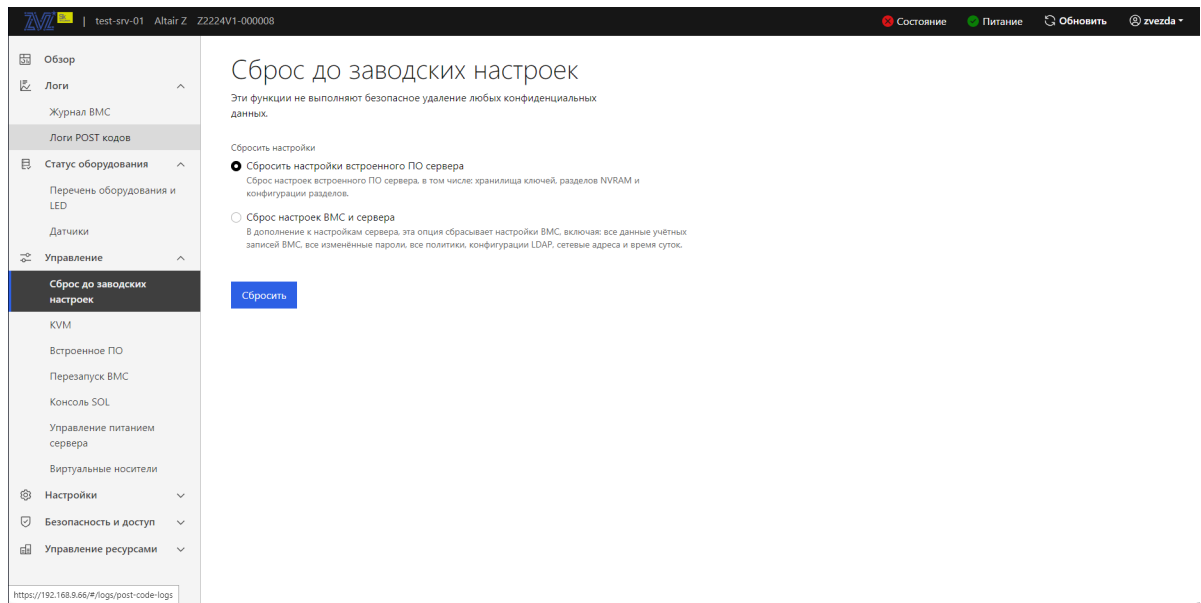 ZVZ | test-srv-01 Altair Z Z2224V1-000008 Состояние Питание Обновить zvezda
Обзор
Логи
Журнал BMC
Логи POST кодов
Статус оборудования
Перечень оборудования и
LED
Датчики
Управление
Сброс до заводских
настроек
KVM
Встроенное ПО
Перезапуск BMC
Консоль SOL
Управление питанием
сервера
Виртуальные носители
Настройки
Безопасность и доступ
Управление ресурсами
https://192.168.9.66/#/logs/post-code-logs
Сброс до заводских настроек
Эти функции не выполняют безопасное удаление любых конфиденциальных
данных.
Сбросить настройки
Сбросить настройки встроенного ПО сервера
Сброс настроек встроенного ПО сервера, в том числе: хранилища ключей, разделов NVRAM и
конфигурации разделов.
Сброс настроек BMC и сервера
В дополнение к настройкам сервера, эта опция сбрасывает настройки BMC, включая: все данные учётных
записей BMC, все изменённые пароли, все политики, конфигурации LDAP, сетевые адреса и время суток.
Сбросить